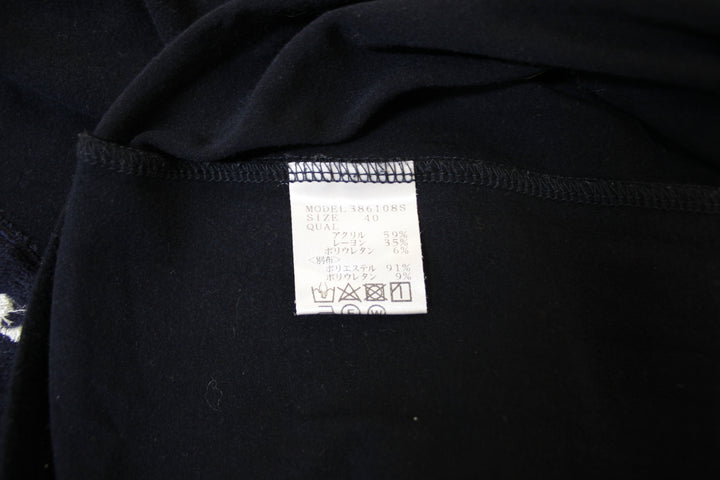 MODEL 386108S
SIZE 40
QUAL
アクリル 59%
レーヨン 35%
ポリウレタン 6%
<別布>
ポリエステル 91%
ポリウレタン 9%